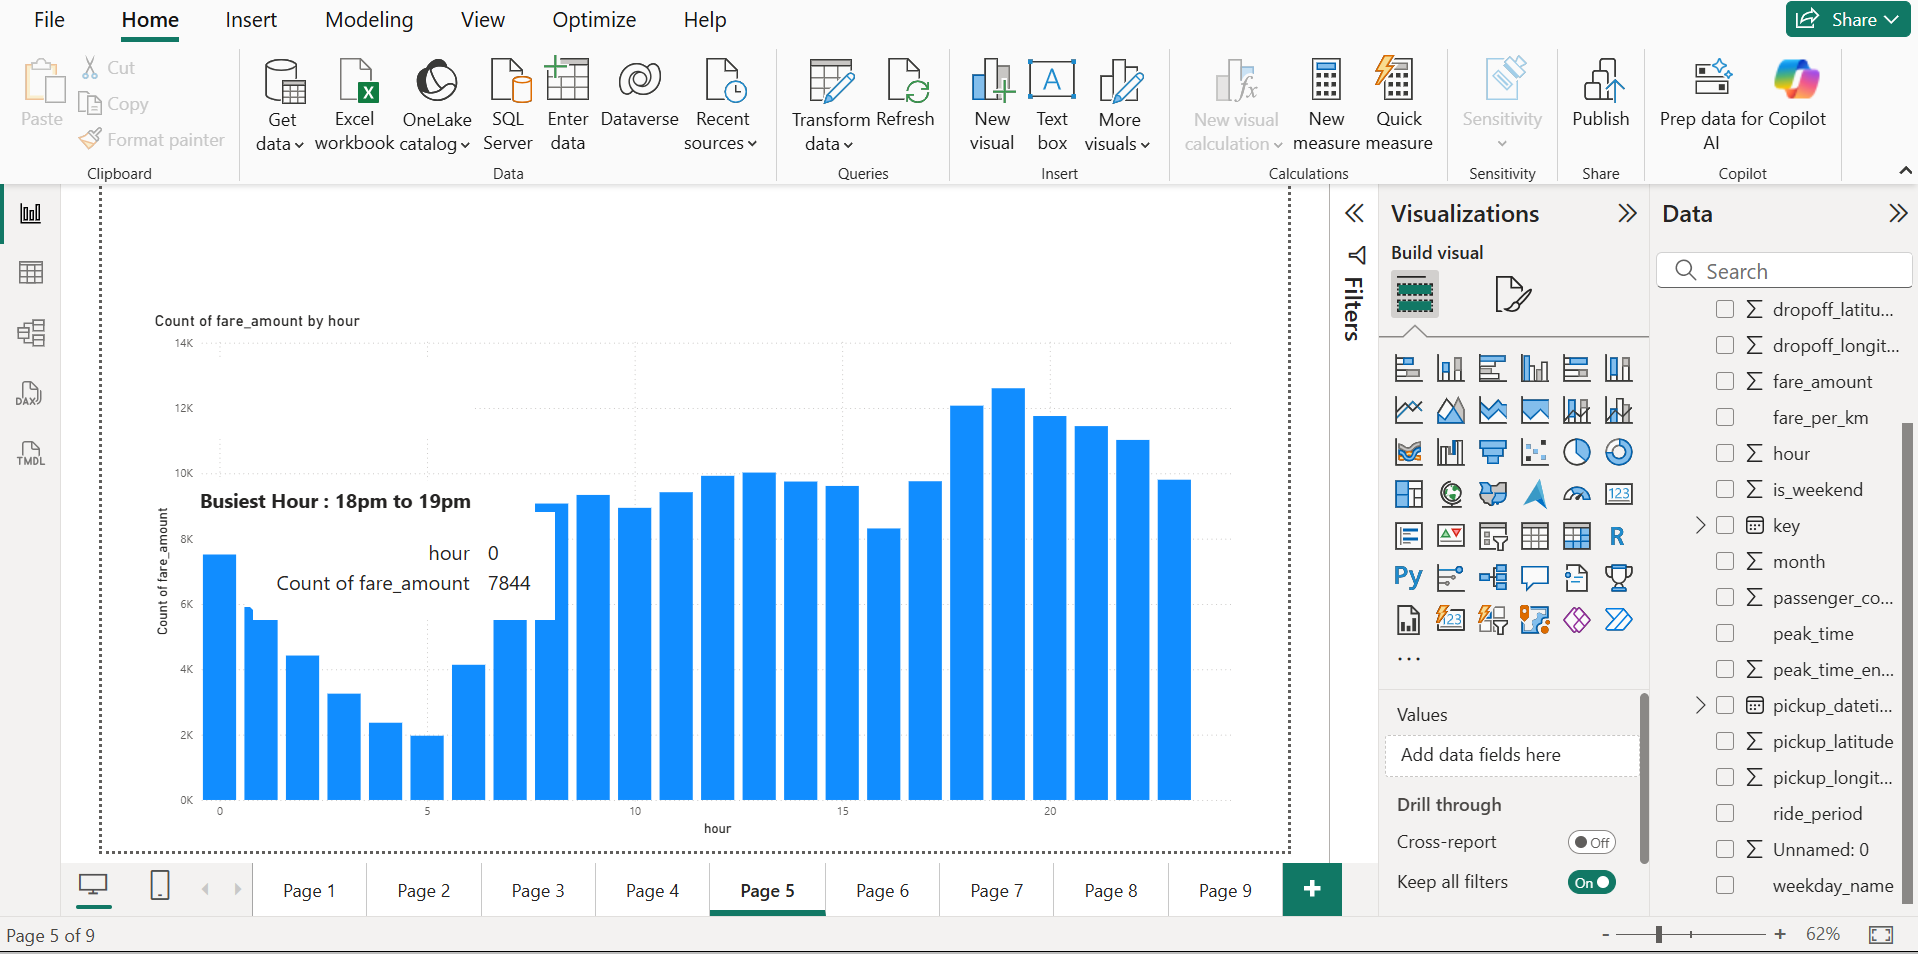 File Home Insert Modeling View Optimize Help Share
Paste
Cut
Copy
Format painter
Clipboard
Get data
Excel workbook
OneLake catalog
SQL Server
Enter data
Dataverse
Recent sources
Data
Transform data
Refresh
Queries
New visual
Text box
More visuals
Insert
New visual calculation
New measure
Quick measure
Calculations
Sensitivity
Sensitivity
Publish
Share
Prep data for AI
Copilot
Copilot
DAX
TMDL
Count of fare_amount by hour
14K
12K
10K
8K
6K
4K
2K
0K
Count of fare_amount
Busiest Hour : 18pm to 19pm
hour 0
Count of fare_amount 7844
0 5 10 15 20
hour
Filters
Visualizations
Build visual
123
R
Py
123
...
Values
Add data fields here
Drill through
Cross-report Off
Keep all filters On
Data
Search
dropoff_latitu...
dropoff_longit...
fare_amount
fare_per_km
hour
is_weekend
key
month
passenger_co...
peak_time
peak_time_en...
pickup_dateti...
pickup_latitude
pickup_longit...
ride_period
Unnamed: 0
weekday_name
Page 1 Page 2 Page 3 Page 4 Page 5 Page 6 Page 7 Page 8 Page 9 +
Page 5 of 9
- + 62%